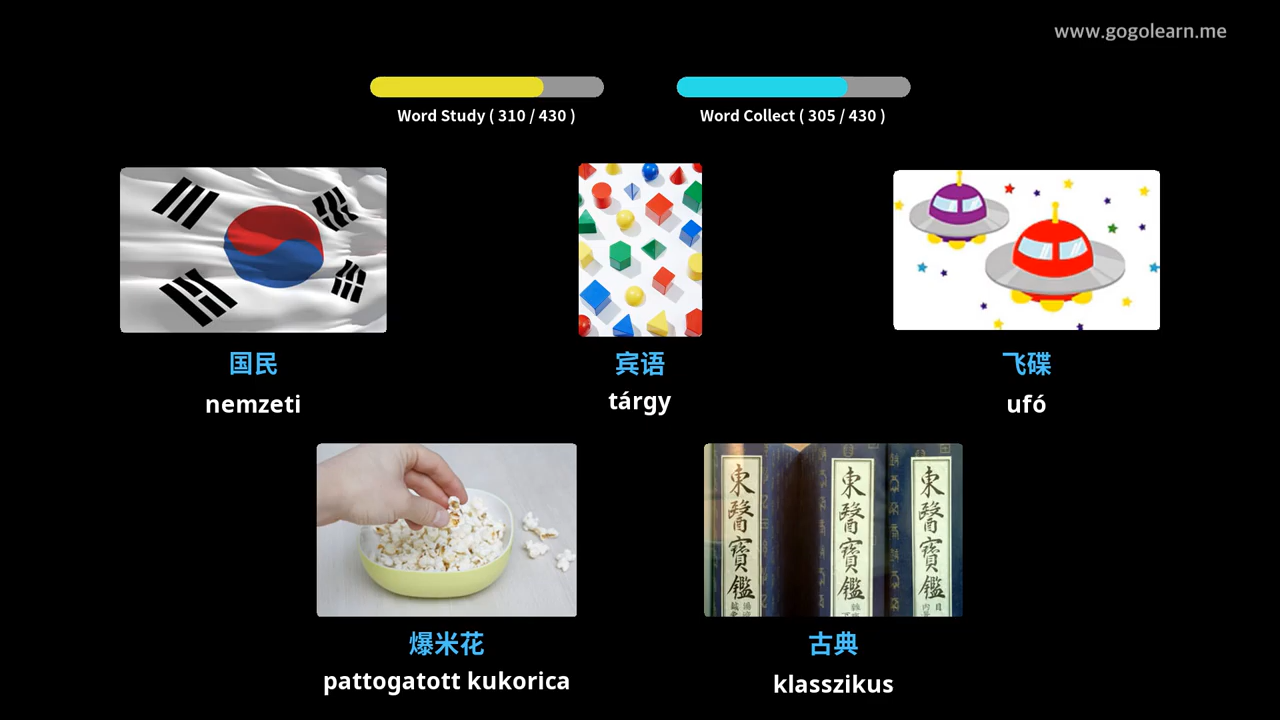 www.gogolearn.me
Word Study ( 310 / 430 )
Word Collect ( 305 / 430 )
国民
nemzeti
宾语
tárgy
飞碟
ufó
東醫寶鑑
東醫寶鑑
東醫寶鑑
爆米花
pattogatott kukorica
古典
klasszikus